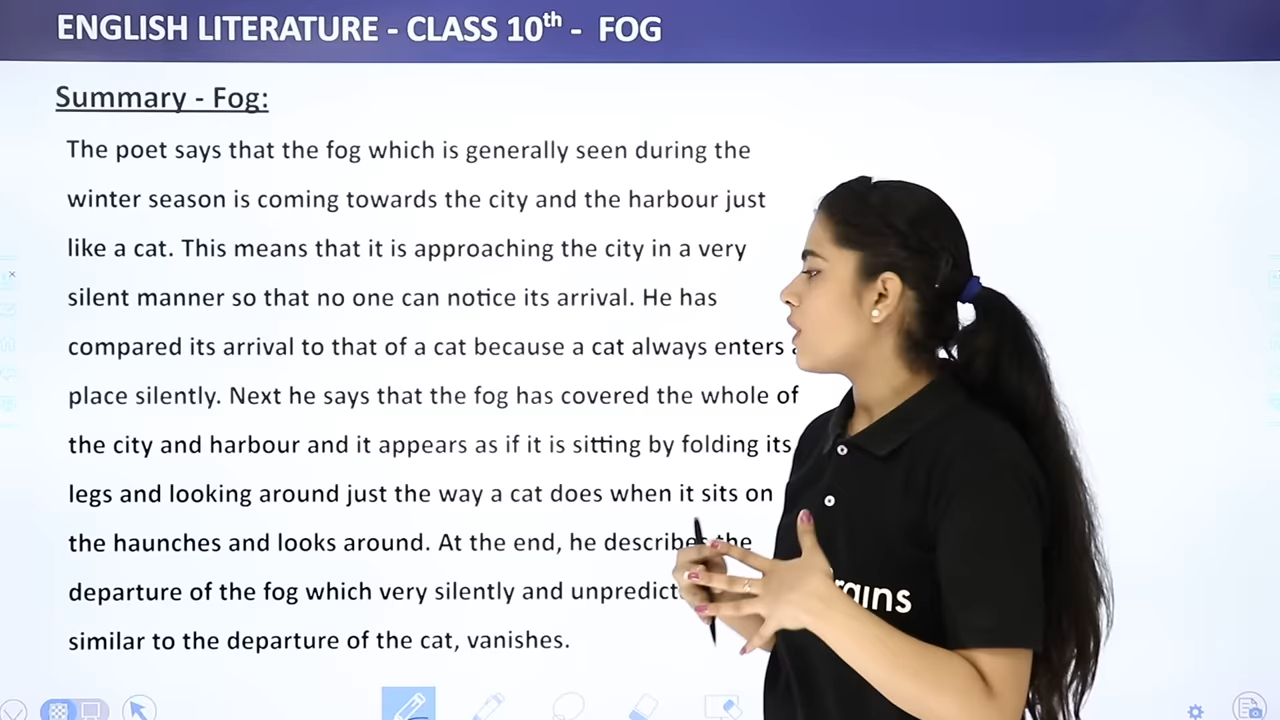 ENGLISH LITERATURE - CLASS 10th - FOG
Summary - Fog:
The poet says that the fog which is generally seen during the
winter season is coming towards the city and the harbour just
like a cat. This means that it is approaching the city in a very
silent manner so that no one can notice its arrival. He has
compared its arrival to that of a cat because a cat always enters
place silently. Next he says that the fog has covered the whole of
the city and harbour and it appears as if it is sitting by folding its
legs and looking around just the way a cat does when it sits on
the haunches and looks around. At the end, he describes the
departure of the fog which very silently and
similar to the departure of the cat, vanishes.